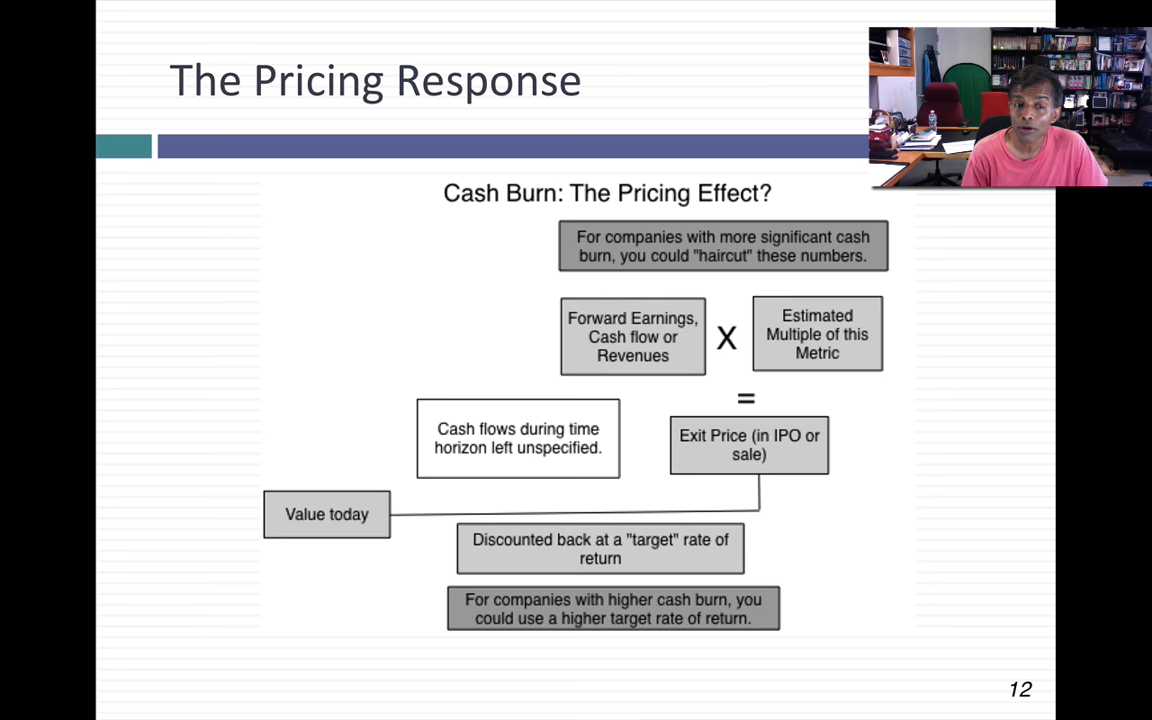 The Pricing Response
Cash Burn: The Pricing Effect?
For companies with more significant cash
burn, you could "haircut" these numbers.
Forward Earnings,
Cash flow or
Revenues
X
Estimated
Multiple of this
Metric
=
Exit Price (in IPO or
sale)
Cash flows during time
horizon left unspecified.
Value today
Discounted back at a "target" rate of
return
For companies with higher cash burn, you
could use a higher target rate of return.
12